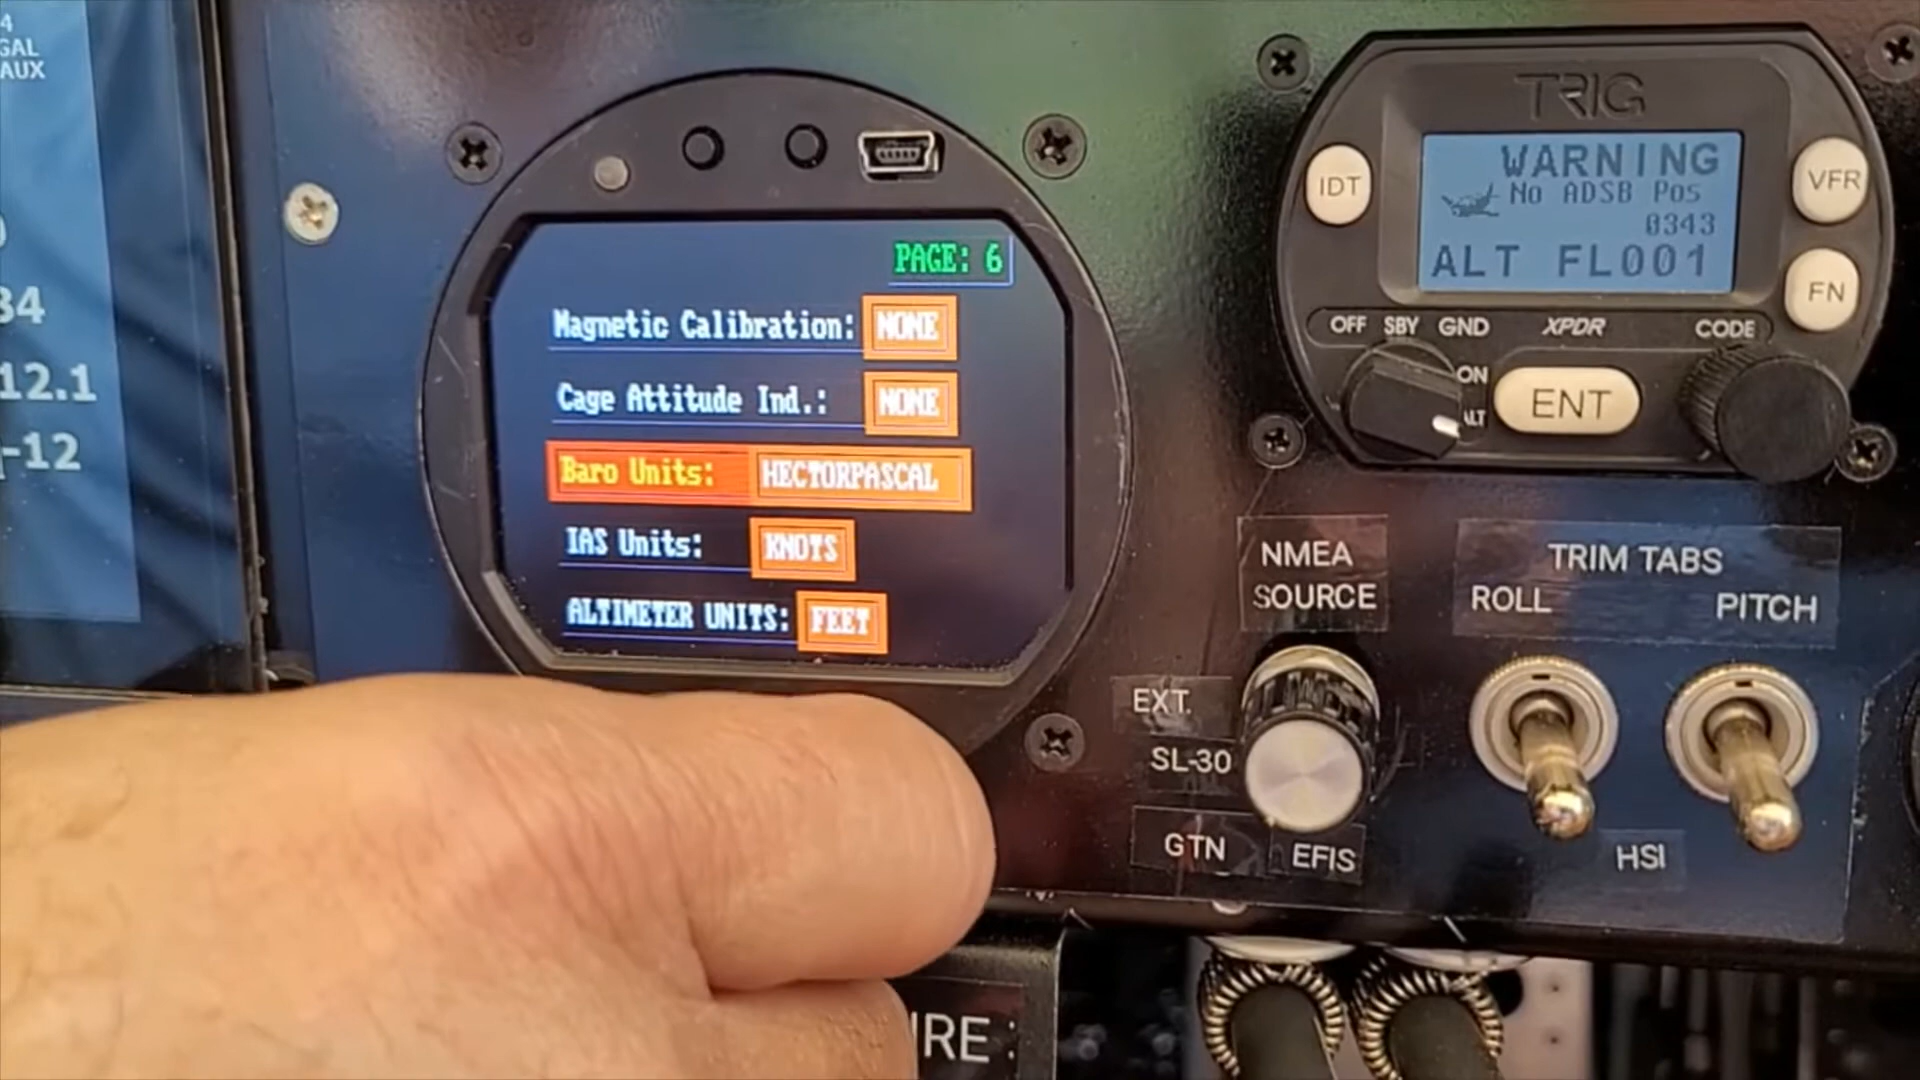 4
GAL
AUX
34
12.1
-12
PAGE: 6
Magnetic Calibration: NONE
Cage Attitude Ind.: NONE
Baro Units: HECTORPASCAL
IAS Units: KNOTS
ALTIMETER UNITS: FEET
TRIG
WARNING
No ADSB Pos
0343
ALT FL001
IDT
VFR
FN
OFF SBY GND XPDR CODE
ON
ALT
ENT
NMEA
SOURCE
TRIM TABS
ROLL PITCH
EXT.
SL-30
GTN EFIS
HSI
IRE :